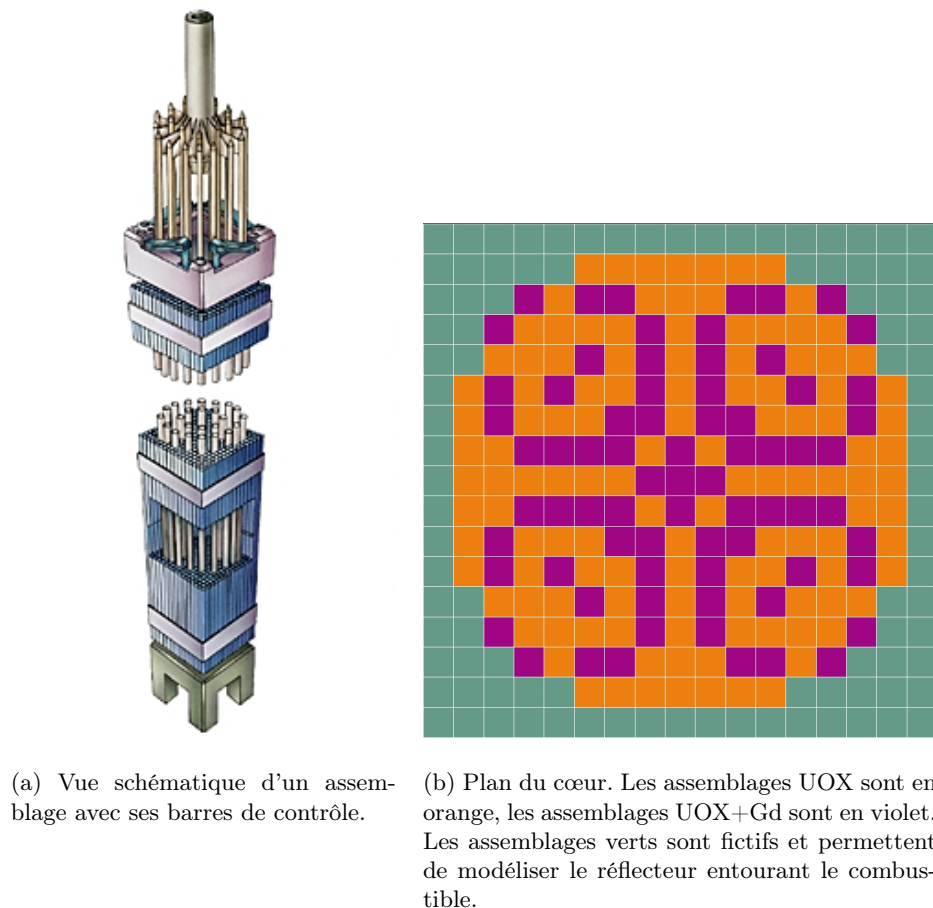 (a) Vue schématique d'un assem-
blage avec ses barres de contrôle.
(b) Plan du cœur. Les assemblages UOX sont en
orange, les assemblages UOX+Gd sont en violet.
Les assemblages verts sont fictifs et permettent
de modéliser le réflecteur entourant le combus-
tible.